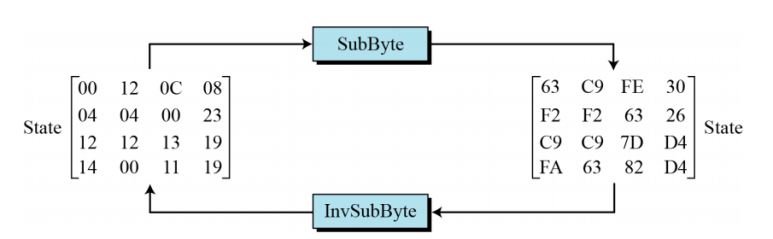 SubByte
00 12 0C 08 63 C9 FE 30
04 04 00 23 F2 F2 63 26
State State
12 12 13 19 C9 C9 7D D4
14 00 11 19 FA 63 82 D4
InvSubByte